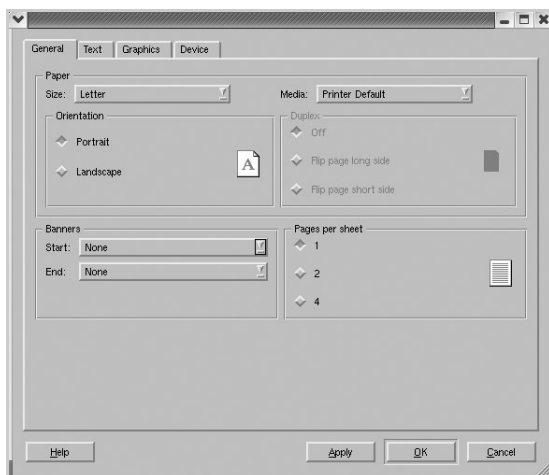 General Text Graphics Device
Paper
Size: Letter
Media: Printer Default
Orientation
Portrait
Landscape
A
Duplex
Off
Flip page long side
Flip page short side
Banners
Start: None
End: None
Pages per sheet
1
2
4
Help Apply OK Cancel